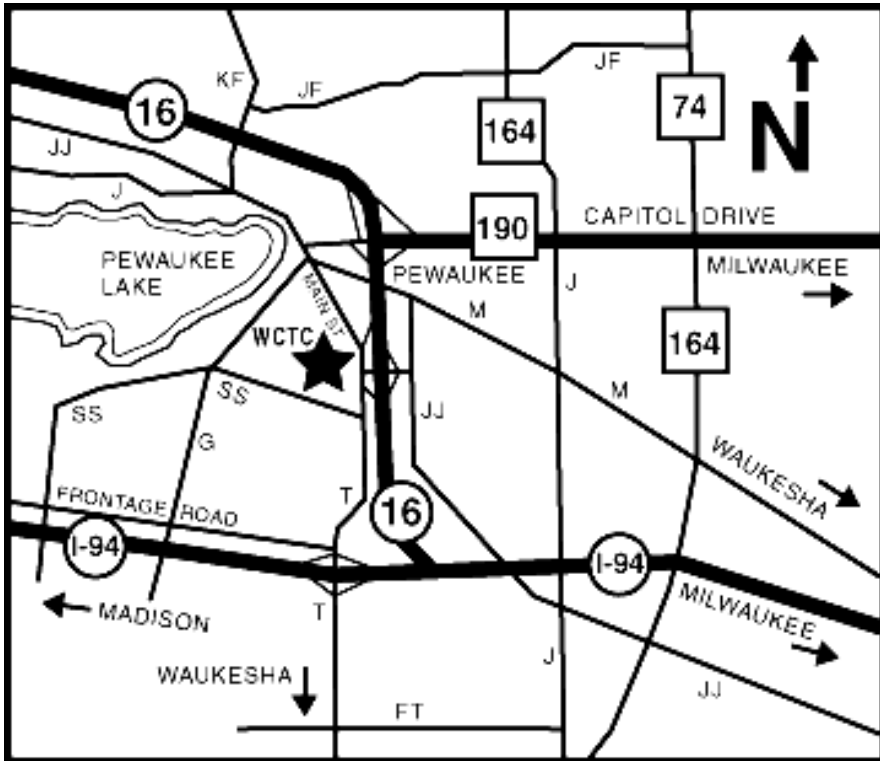 KF
JF
JF
16
164
74
N
JJ
J
190
CAPITOL DRIVE
PEWAUKEE
LAKE
PEWAUKEE
MILWAUKEE
J
MAIN ST
M
WCTC
164
SS
SS
JJ
M
G
WAUKESHA
T
FRONTAGE ROAD
16
I-94
I-94
MADISON
T
MILWAUKEE
WAUKESHA
J
JJ
FT